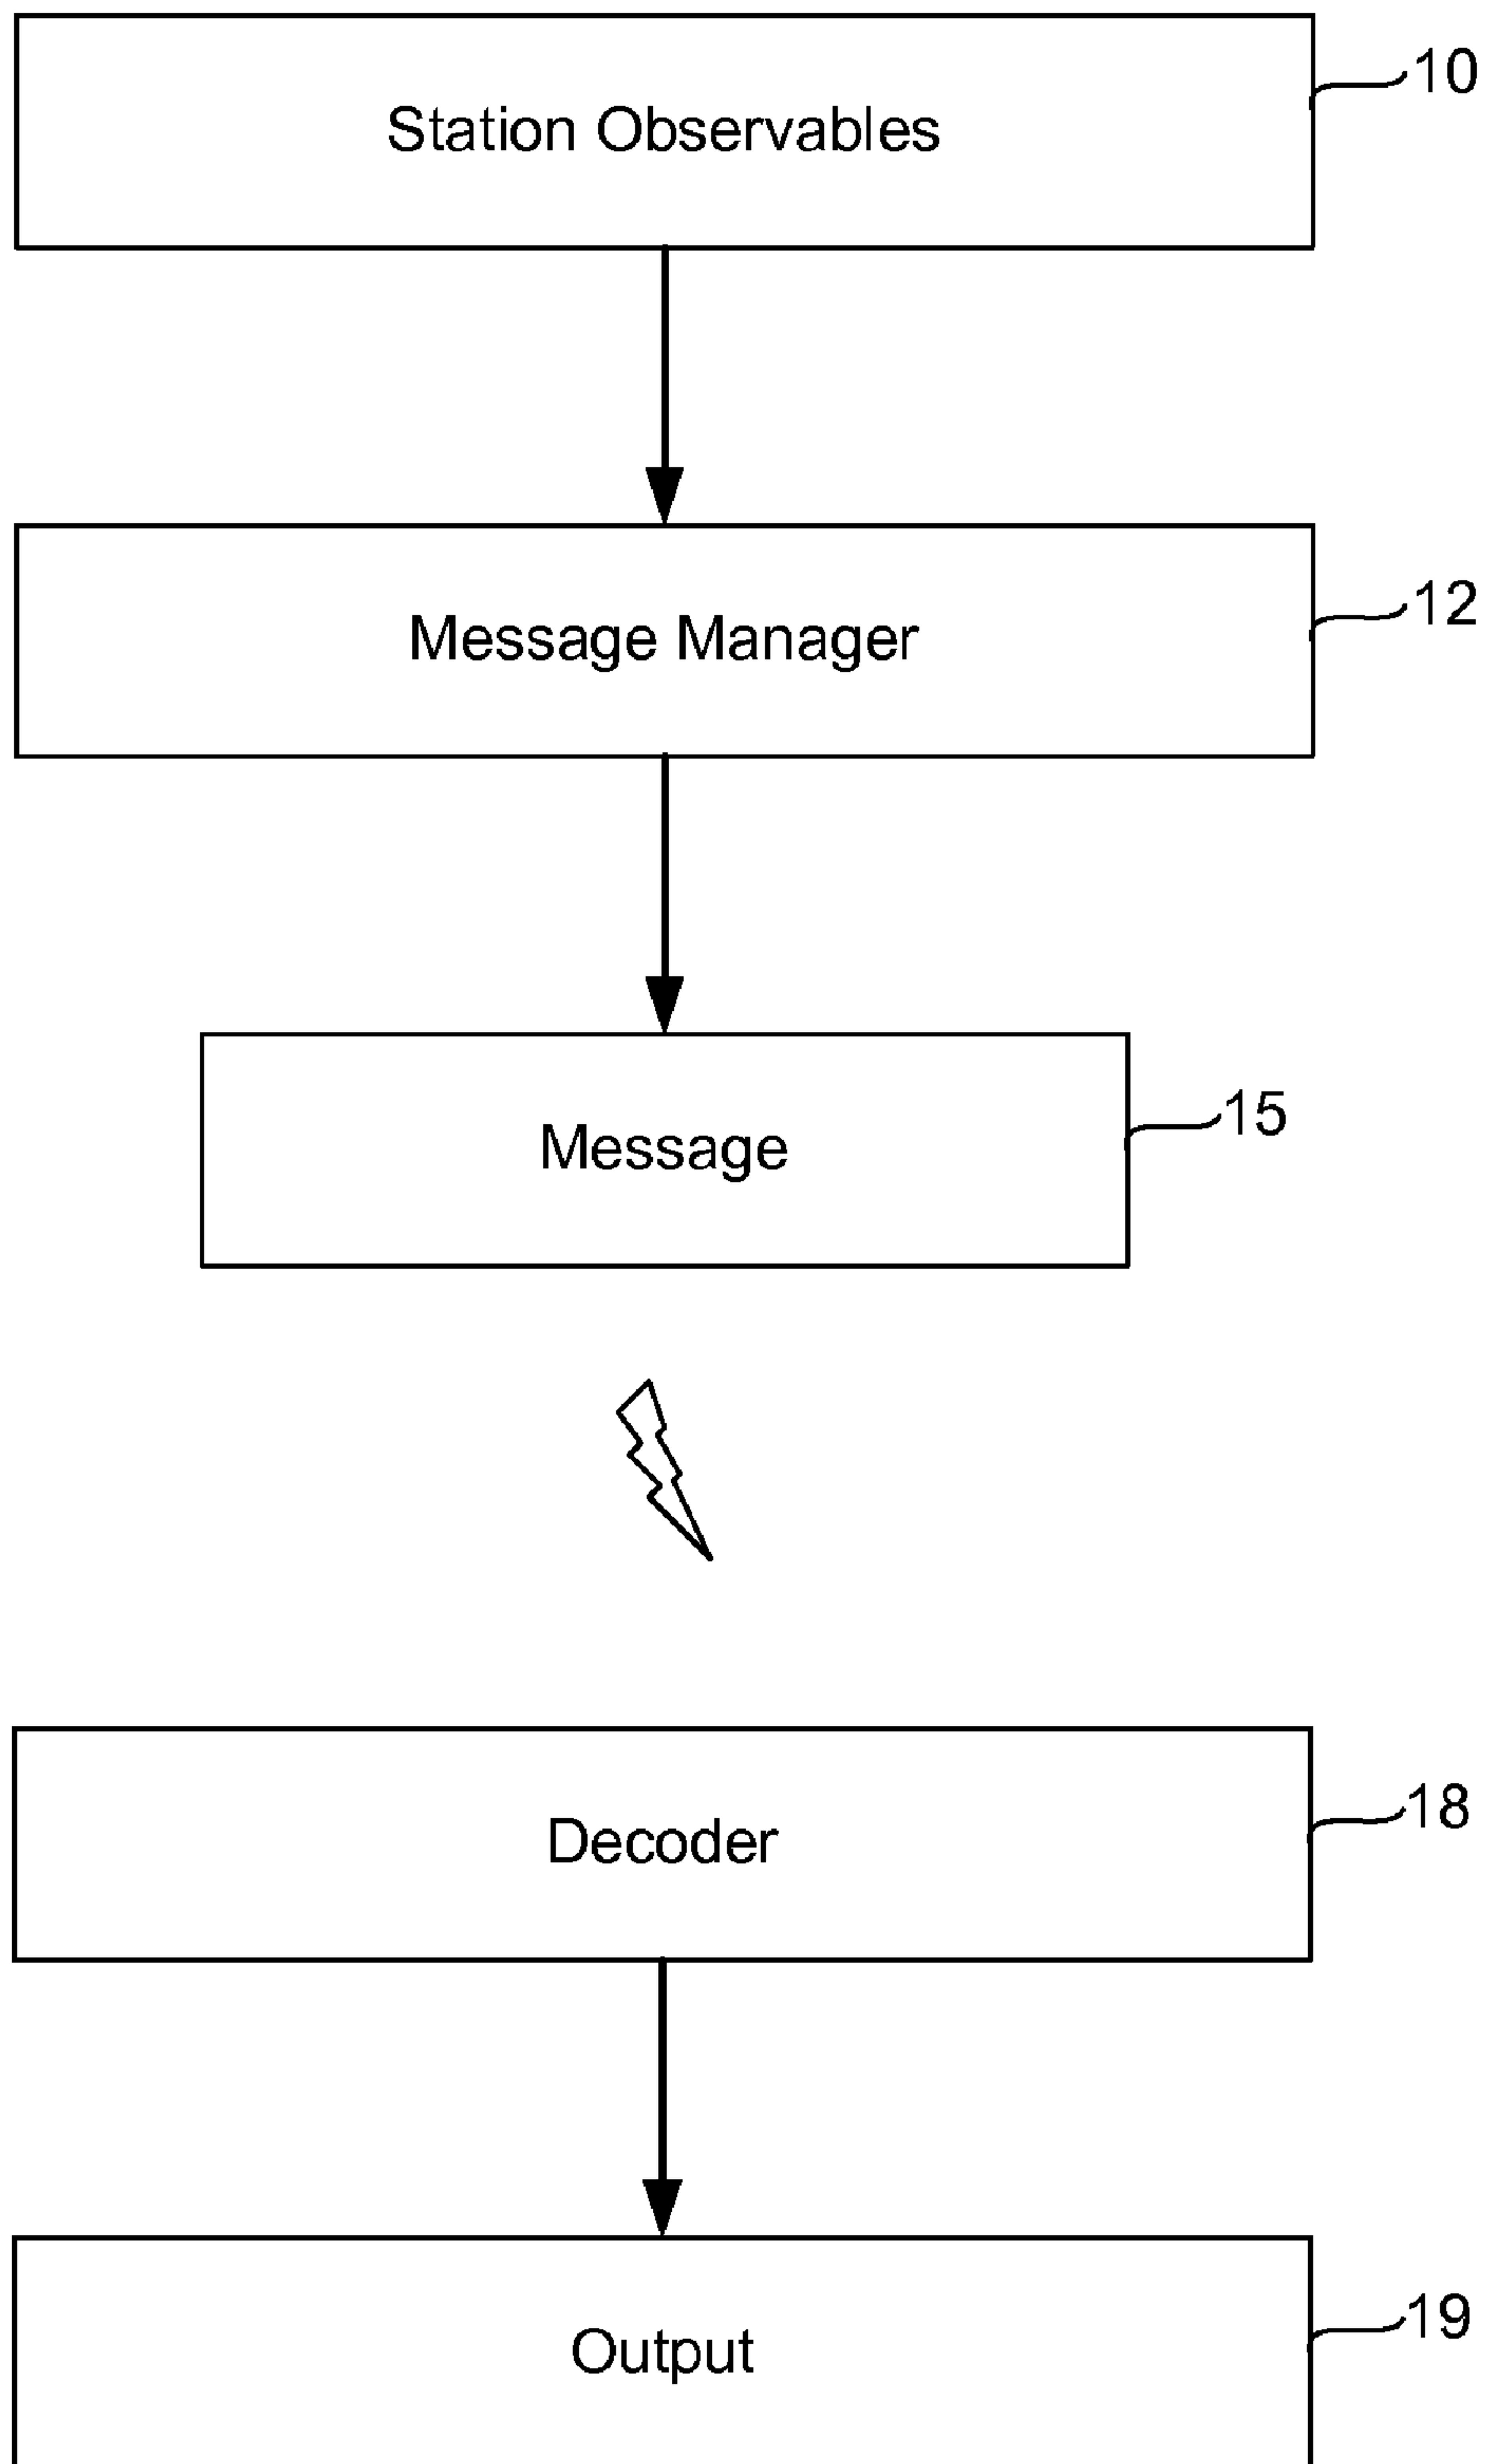 Station Observables
10
Message Manager
12
Message
15
Decoder
18
Output
19